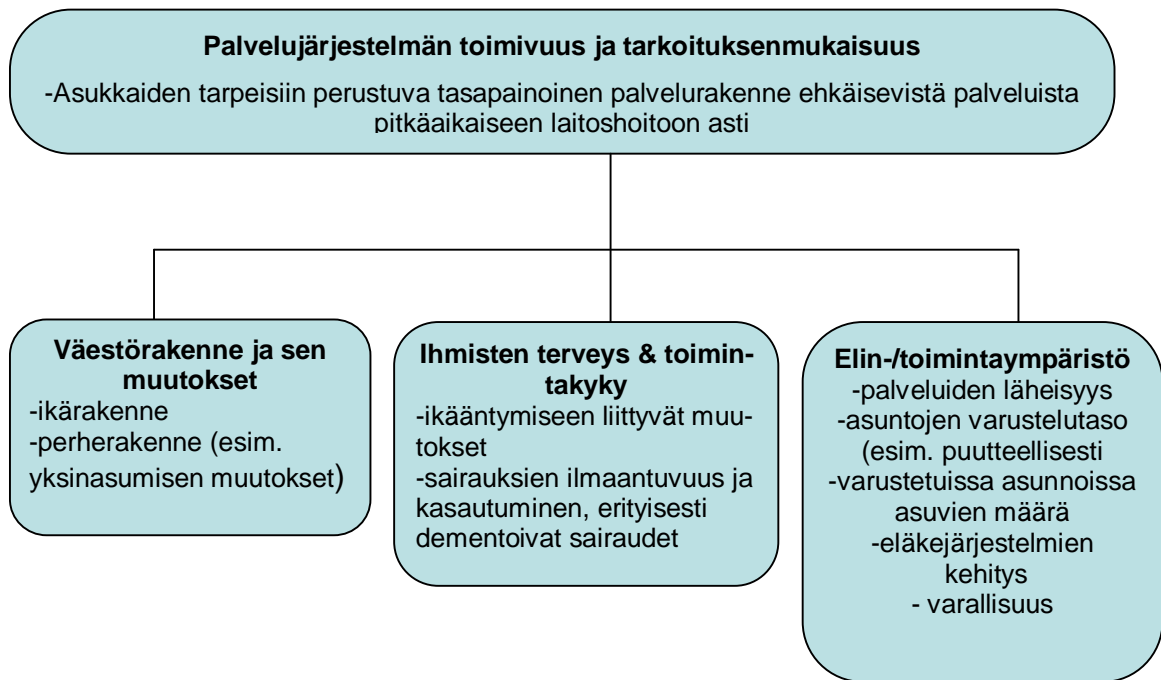 Palvelujärjestelmän toimivuus ja tarkoituksenmukaisuus
-Asukkaiden tarpeisiin perustuva tasapainoinen palvelurakenne ehkäisevistä palveluista
pitkäaikaiseen laitoshoitoon asti
Väestörakenne ja sen
muutokset
-ikärakenne
-perherakenne (esim.
yksinasumisen muutokset)
Ihmisten terveys & toimin-
takyky
-ikääntymiseen liittyvät muu-
tokset
-sairauksien ilmaantuvuus ja
kasautuminen, erityisesti
dementoivat sairaudet
Elin-/toimintaympäristö
-palveluiden läheisyys
-asuntojen varustelutaso
(esim. puutteellisesti
-varustetuissa asunnoissa
asuvien määrä
-eläkejärjestelmien
kehitys
- varallisuus